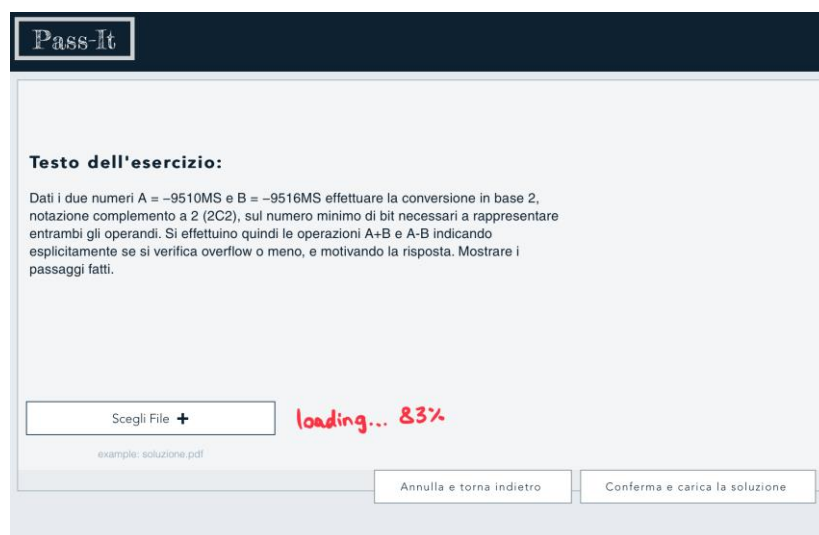 Pass-It
Testo dell'esercizio:
Dati i due numeri A = –9510MS e B = –9516MS effettuare la conversione in base 2,
notazione complemento a 2 (2C2), sul numero minimo di bit necessari a rappresentare
entrambi gli operandi. Si effettuino quindi le operazioni A+B e A-B indicando
esplicitamente se si verifica overflow o meno, e motivando la risposta. Mostrare i
passaggi fatti.
Scegli File +
loading... 83%
example: soluzione.pdf
Annulla e torna indietro
Conferma e carica la soluzione